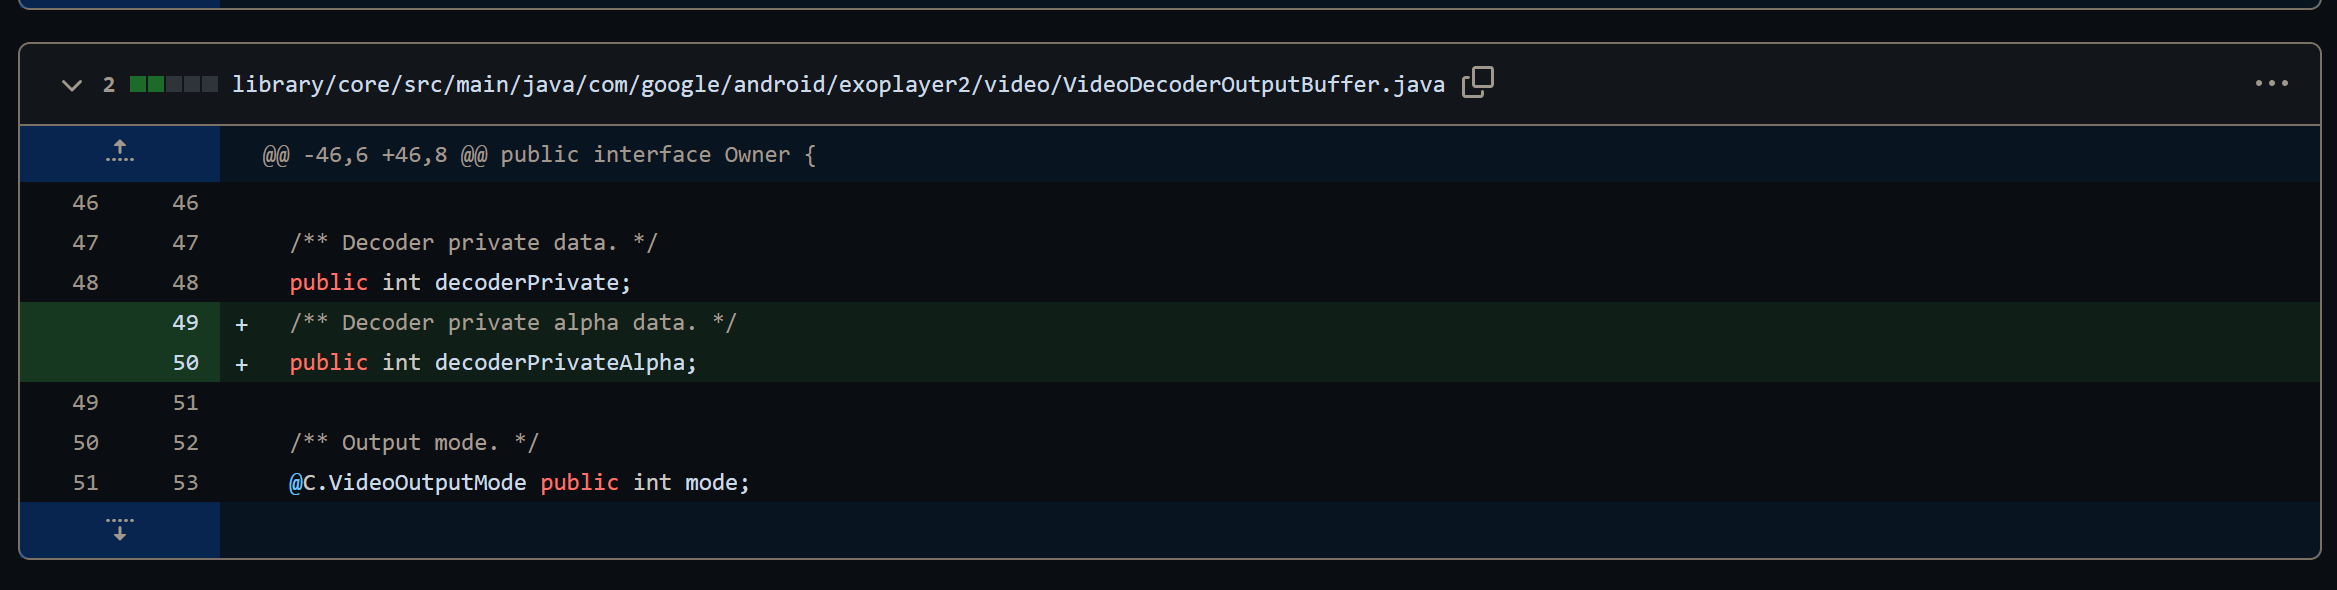 2 library/core/src/main/java/com/google/android/exoplayer2/video/VideoDecoderOutputBuffer.java
@@ -46,6 +46,8 @@ public interface Owner {
46 46
47 47 /** Decoder private data. */
48 48 public int decoderPrivate;
49 + /** Decoder private alpha data. */
50 + public int decoderPrivateAlpha;
49 51
50 52 /** Output mode. */
51 53 @C.VideoOutputMode public int mode;